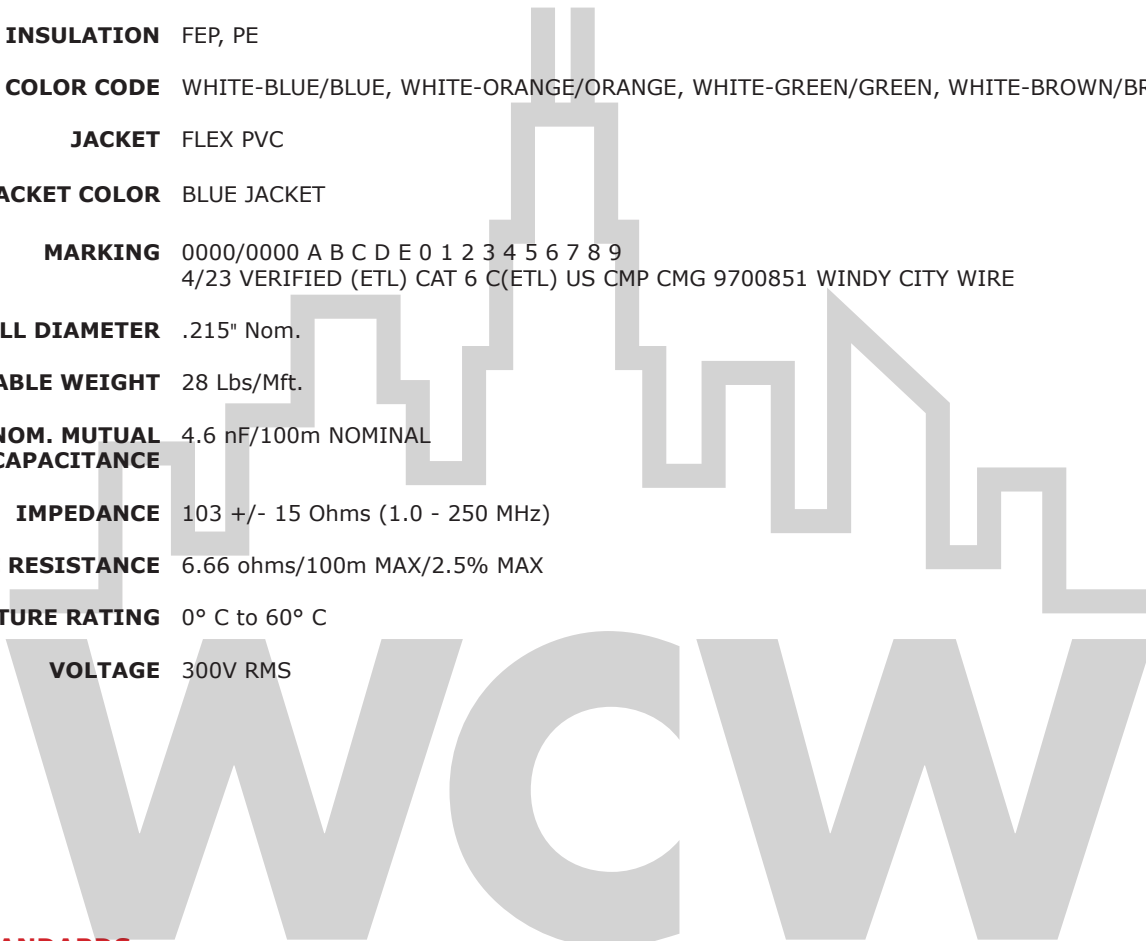 INSULATION FEP, PE
COLOR CODE WHITE-BLUE/BLUE, WHITE-ORANGE/ORANGE, WHITE-GREEN/GREEN, WHITE-BROWN/BR
JACKET FLEX PVC
ACKET COLOR BLUE JACKET
MARKING 0000/0000 A B C D E 0 1 2 3 4 5 6 7 8 9
4/23 VERIFIED (ETL) CAT 6 C(ETL) US CMP CMG 9700851 WINDY CITY WIRE
LL DIAMETER .215" Nom.
ABLE WEIGHT 28 Lbs/Mft.
NOM. MUTUAL 4.6 nF/100m NOMINAL
CAPACITANCE
IMPEDANCE 103 +/- 15 Ohms (1.0 - 250 MHz)
RESISTANCE 6.66 ohms/100m MAX/2.5% MAX
TURE RATING 0° C to 60° C
VOLTAGE 300V RMS
WCW